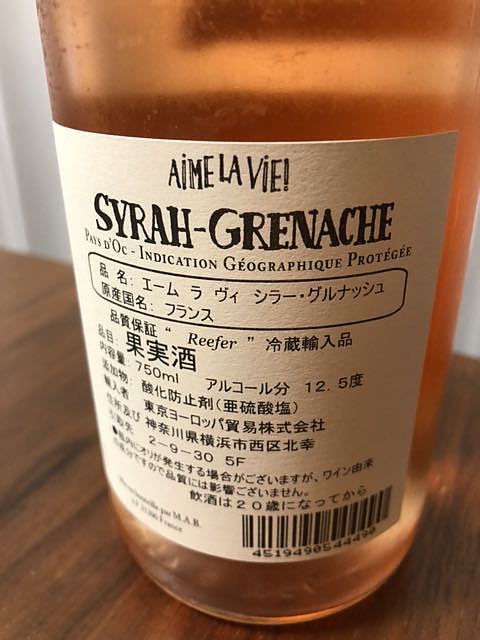 AiME LA ViE!
SYRAH-GRENACHE
PAYS D'OC - INDICATION GÉOGRAPHIQUE PROTÉGÉE
品 名: エーム ラ ヴィ シラー・グルナッシュ
原産国名: フランス
品質保証 “ Reefer ” 冷蔵輸入品
品目: 果実酒
内容量: 750ml アルコール分 12.5度
添加物: 酸化防止剤(亜硫酸塩)
輸入者 東京ヨーロッパ貿易株式会社
住所及び 神奈川県横浜市西区北幸
引取先 2-9-30 5F
●瓶内にオリが発生する場合がございますが、ワイン由来
の成分ですので品質には影響ございません。
飲酒は20歳になってから
par M.A.B.
France
4519490544490